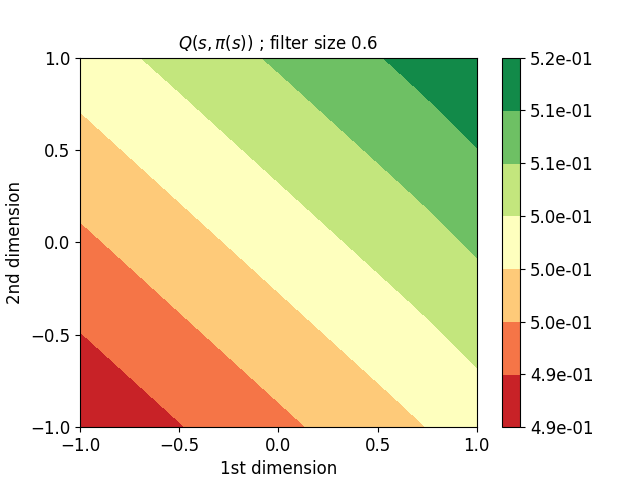 Q(s, π(s)) ; filter size 0.6
1.0
0.5
0.0
−0.5
−1.0
2nd dimension
−1.0 −0.5 0.0 0.5 1.0
1st dimension
5.2e-01
5.1e-01
5.1e-01
5.0e-01
5.0e-01
5.0e-01
4.9e-01
4.9e-01